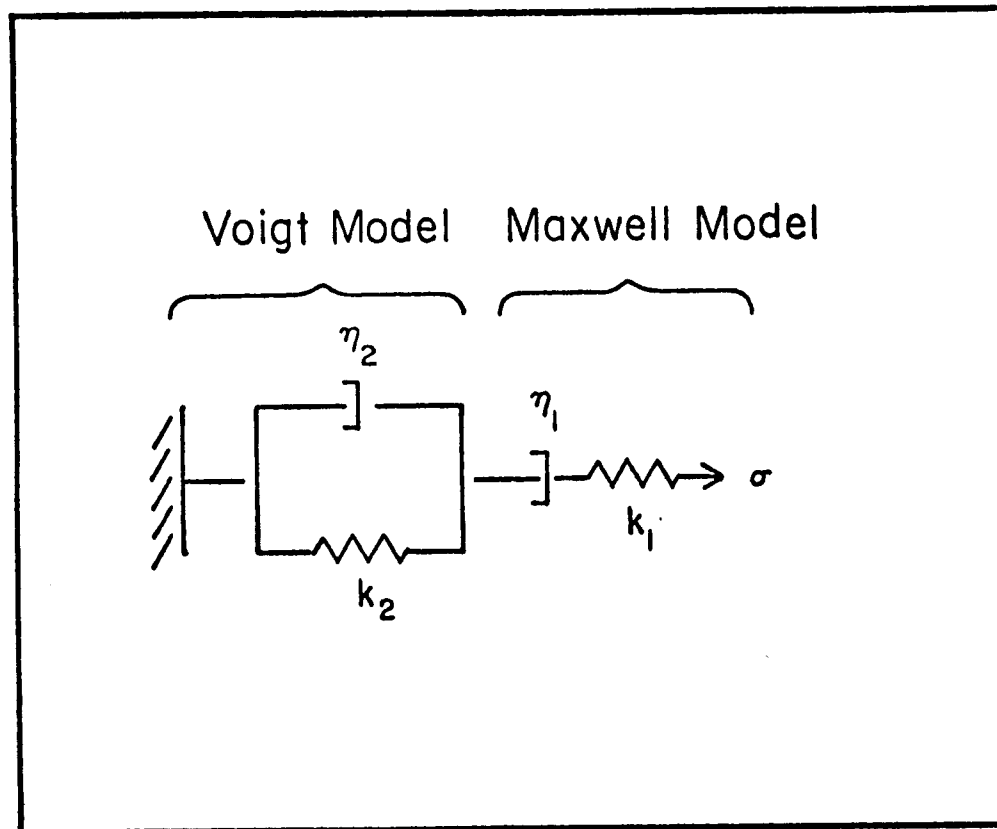 Voigt Model Maxwell Model
η₂
η₁
σ
k₁
k₂